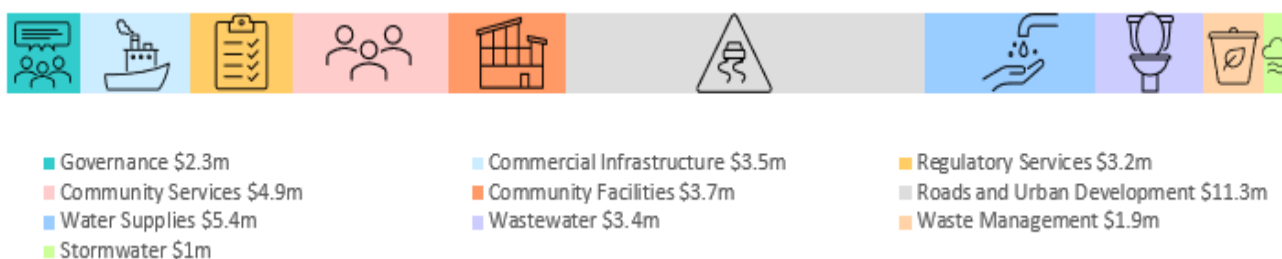 Governance $2.3m
Commercial Infrastructure $3.5m
Regulatory Services $3.2m
Community Services $4.9m
Community Facilities $3.7m
Roads and Urban Development $11.3m
Water Supplies $5.4m
Wastewater $3.4m
Waste Management $1.9m
Stormwater $1m